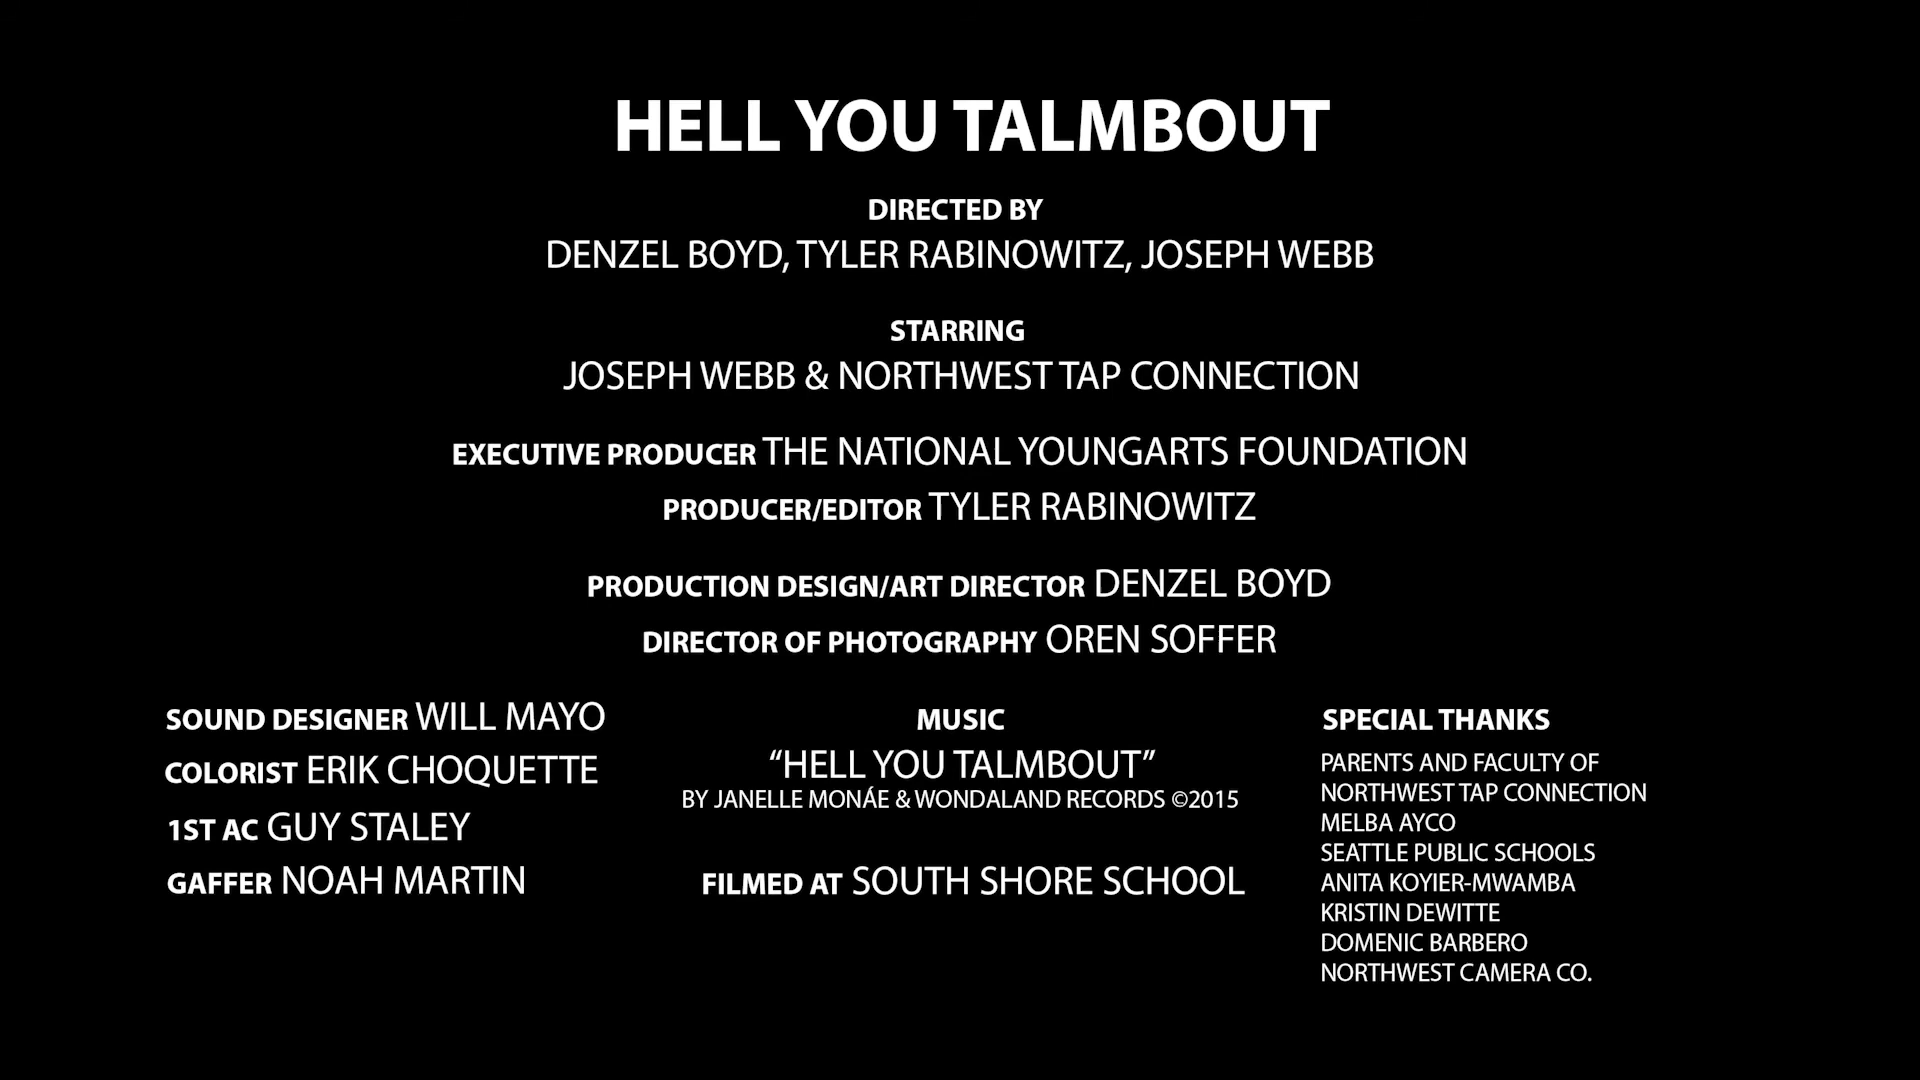 HELL YOU TALMBOUT
DIRECTED BY
DENZEL BOYD, TYLER RABINOWITZ, JOSEPH WEBB
STARRING
JOSEPH WEBB & NORTHWEST TAP CONNECTION
EXECUTIVE PRODUCER THE NATIONAL YOUNGARTS FOUNDATION
PRODUCER/EDITOR TYLER RABINOWITZ
PRODUCTION DESIGN/ART DIRECTOR DENZEL BOYD
DIRECTOR OF PHOTOGRAPHY OREN SOFFER
SOUND DESIGNER WILL MAYO
COLORIST ERIK CHOQUETTE
1ST AC GUY STALEY
GAFFER NOAH MARTIN
MUSIC
“HELL YOU TALMBOUT”
BY JANELLE MONÁE & WONDALAND RECORDS ©2015
FILMED AT SOUTH SHORE SCHOOL
SPECIAL THANKS
PARENTS AND FACULTY OF
NORTHWEST TAP CONNECTION
MELBA AYCO
SEATTLE PUBLIC SCHOOLS
ANITA KOYIER-MWAMBA
KRISTIN DEWITTE
DOMENIC BARBERO
NORTHWEST CAMERA CO.